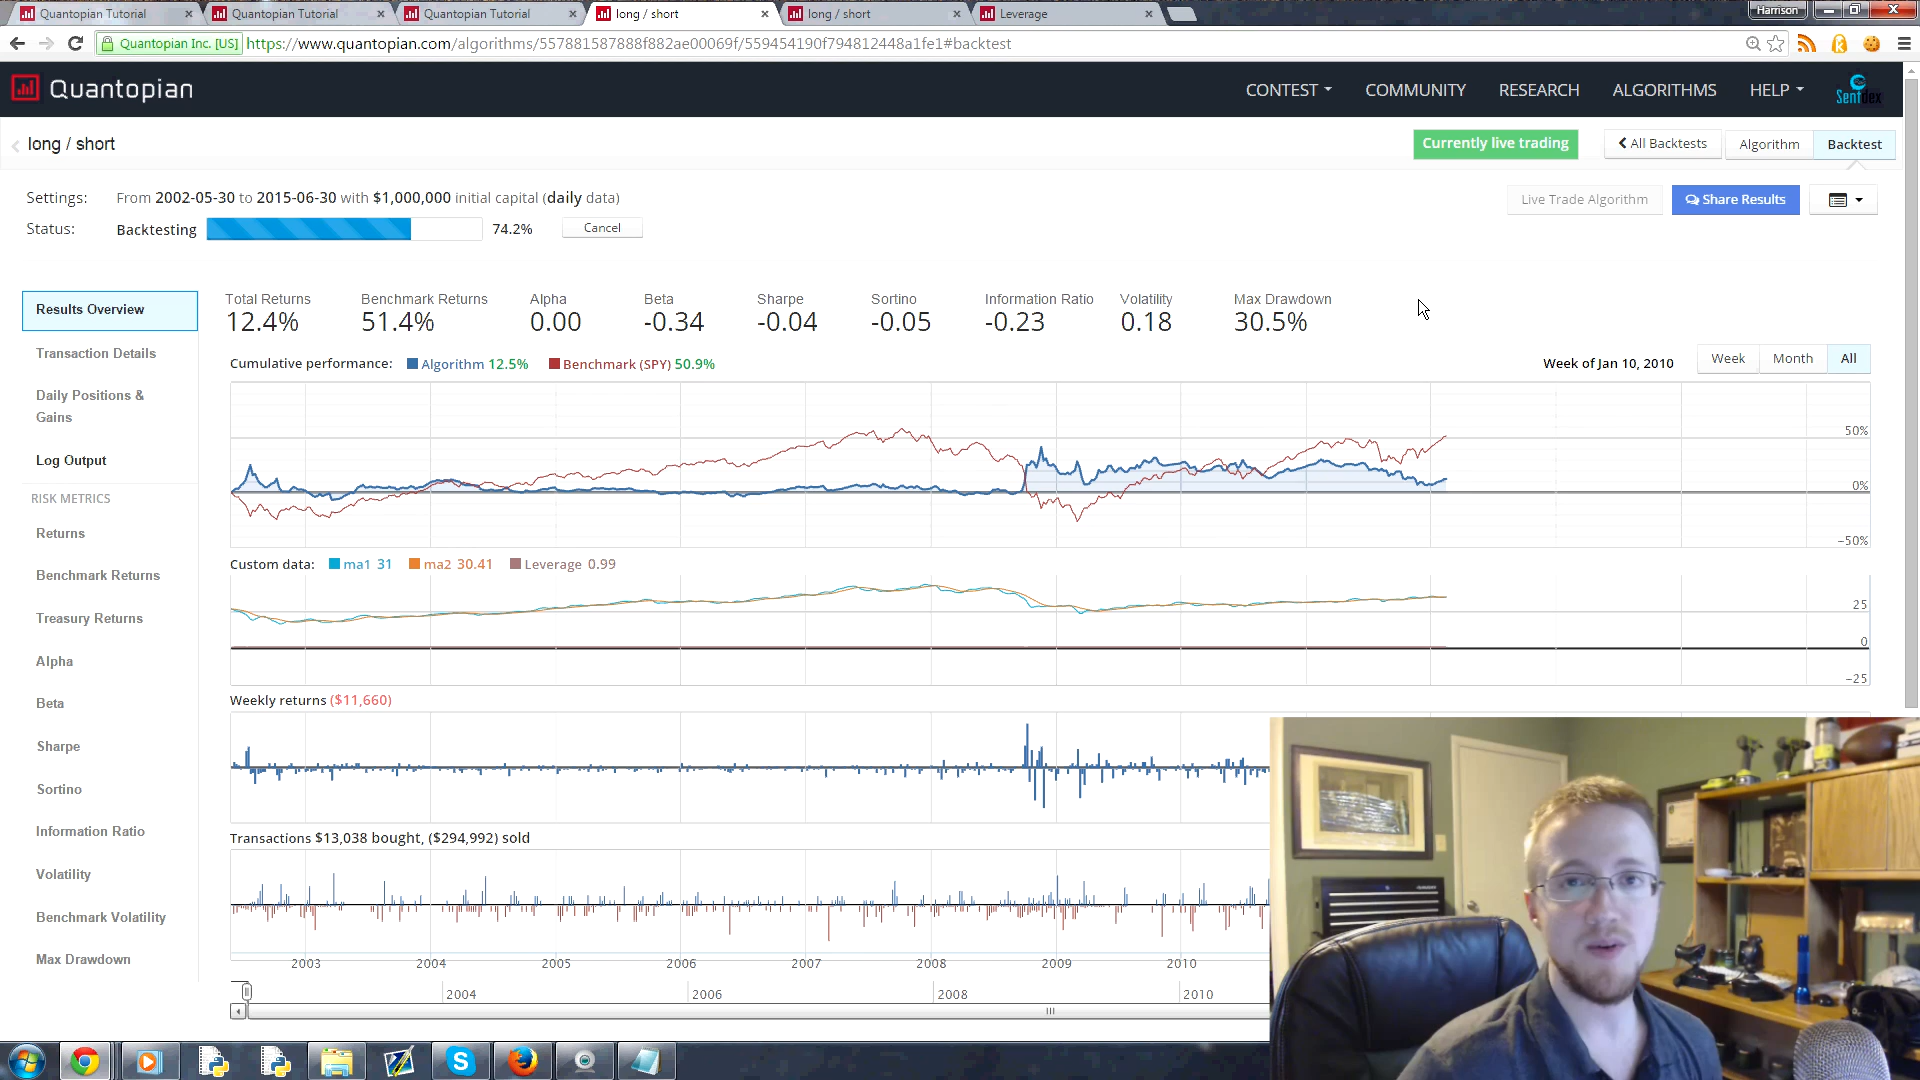 Quantopian Tutorial
Quantopian Tutorial
Quantopian Tutorial
long / short
long / short
Leverage
Harrison
Quantopian Inc. [US]
https://www.quantopian.com/algorithms/557881587888f882ae00069f/559454190f794812448a1fe1#backtest
Quantopian
CONTEST
COMMUNITY
RESEARCH
ALGORITHMS
HELP
Sentdex
long / short
Currently live trading
All Backtests
Algorithm
Backtest
Settings:
From 2002-05-30 to 2015-06-30 with $1,000,000 initial capital (daily data)
Live Trade Algorithm
Share Results
Status:
Backtesting
74.2%
Cancel
Results Overview
Transaction Details
Daily Positions &
Gains
Log Output
RISK METRICS
Returns
Benchmark Returns
Treasury Returns
Alpha
Beta
Sharpe
Sortino
Information Ratio
Volatility
Benchmark Volatility
Max Drawdown
Total Returns
12.4%
Benchmark Returns
51.4%
Alpha
0.00
Beta
-0.34
Sharpe
-0.04
Sortino
-0.05
Information Ratio
-0.23
Volatility
0.18
Max Drawdown
30.5%
Cumulative performance:
Algorithm 12.5%
Benchmark (SPY) 50.9%
Week of Jan 10, 2010
Week
Month
All
50%
0%
-50%
Custom data:
ma1 31
ma2 30.41
Leverage 0.99
25
0
-25
Weekly returns ($11,660)
Transactions $13,038 bought, ($294,992) sold
2003
2004
2005
2006
2007
2008
2009
2010
2004
2006
2008
2010